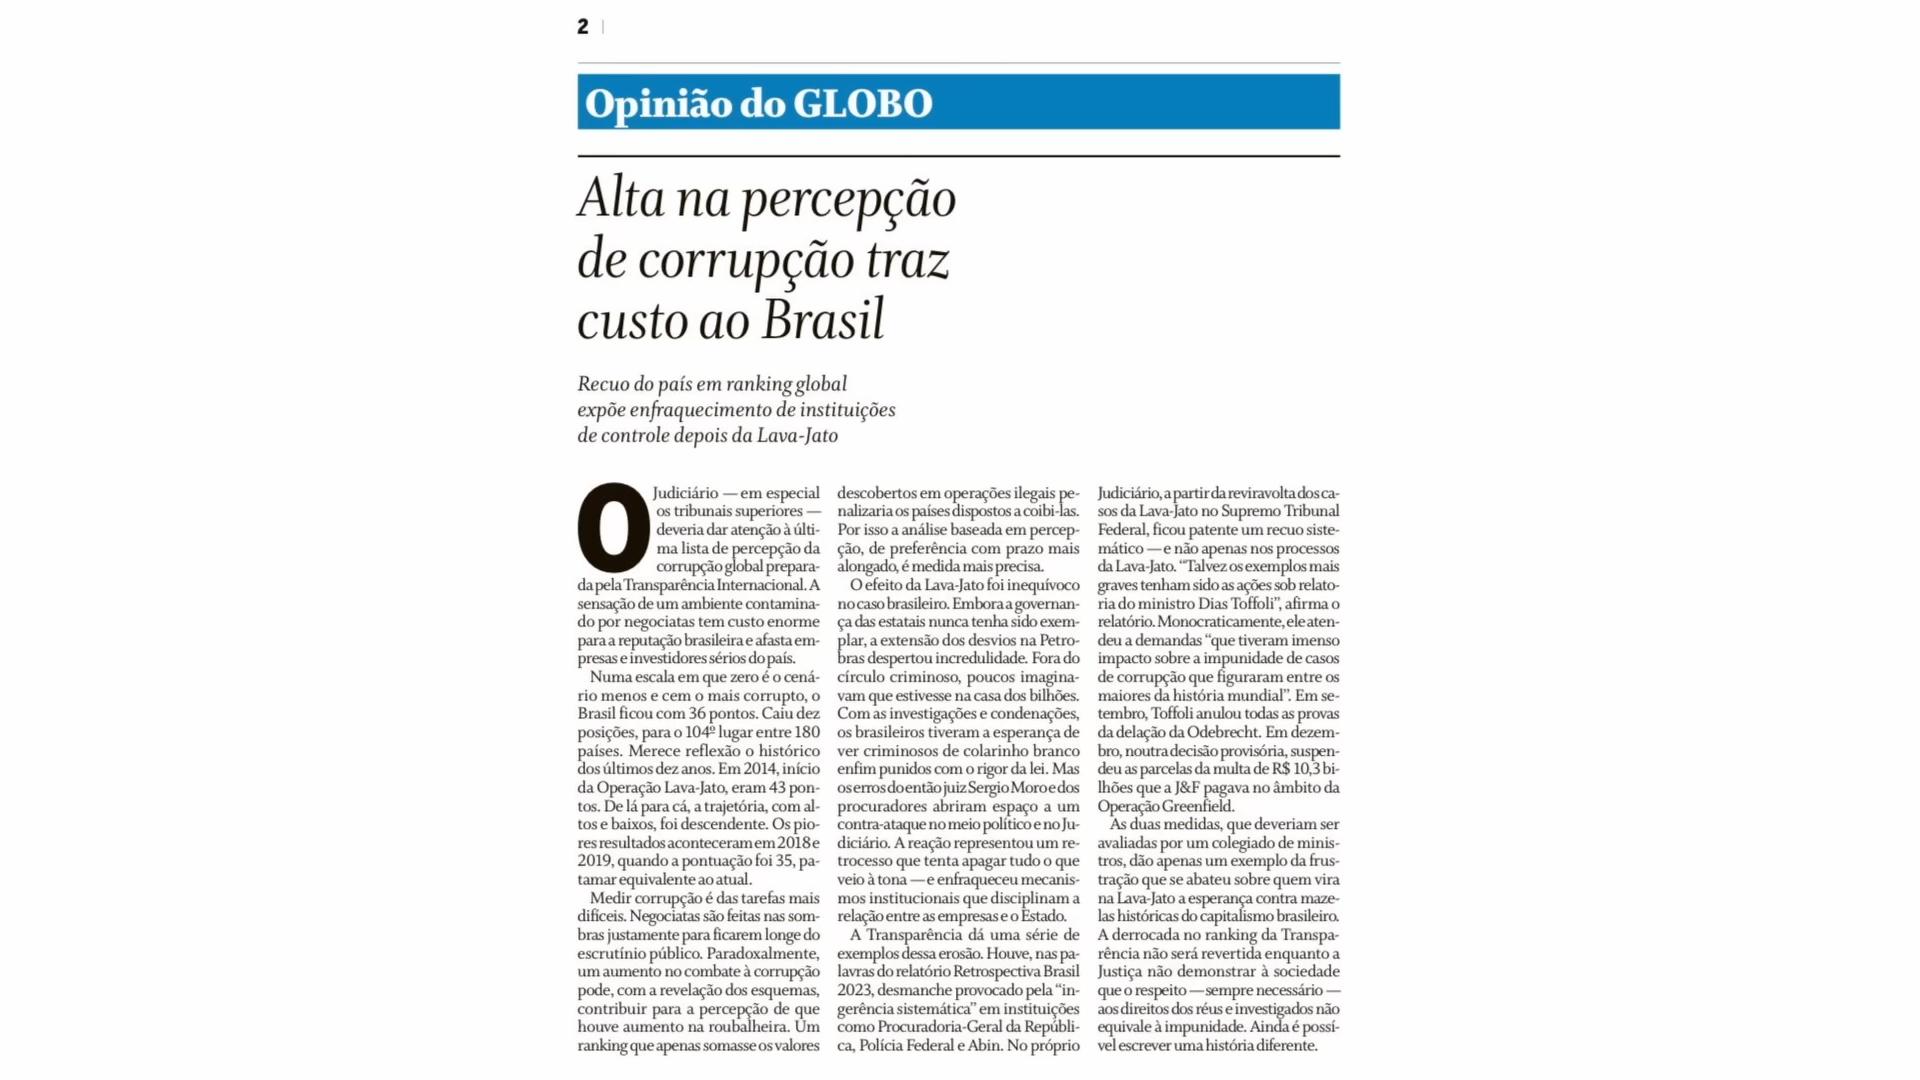 2
Opinião do GLOBO
Alta na percepção
de corrupção traz
custo ao Brasil
Recuo do país em ranking global
expõe enfraquecimento de instituições
de controle depois da Lava-Jato
O Judiciário — em especial
os tribunais superiores —
deveria dar atenção à últi-
ma lista de percepção da
corrupção global prepara-
da pela Transparência Internacional. A
sensação de um ambiente contamina-
do por negociatas tem custo enorme
para a reputação brasileira e afasta em-
presas e investidores sérios do país.
Numa escala em que zero é o cená-
rio menos e cem o mais corrupto, o
Brasil ficou com 36 pontos. Caiu dez
posições, para o 104º lugar entre 180
países. Merece reflexão o histórico
dos últimos dez anos. Em 2014, início
da Operação Lava-Jato, eram 43 pon-
tos. De lá para cá, a trajetória, com al-
tos e baixos, foi descendente. Os pio-
res resultados aconteceram em 2018 e
2019, quando a pontuação foi 35, pa-
tamar equivalente ao atual.
Medir corrupção é das tarefas mais
difíceis. Negociatas são feitas nas som-
bras justamente para ficarem longe do
escrutínio público. Paradoxalmente,
um aumento no combate à corrupção
pode, com a revelação dos esquemas,
contribuir para a percepção de que
houve aumento na roubalheira. Um
ranking que apenas somasse os valores
descobertos em operações ilegais pe-
nalizaria os países dispostos a coibi-las.
Por isso a análise baseada em percep-
ção, de preferência com prazo mais
alongado, é medida mais precisa.
O efeito da Lava-Jato foi inequívoco
no caso brasileiro. Embora a governan-
ça das estatais nunca tenha sido exem-
plar, a extensão dos desvios na Petro-
bras despertou incredulidade. Fora do
círculo criminoso, poucos imagina-
vam que estivesse na casa dos bilhões.
Com as investigações e condenações,
os brasileiros tiveram a esperança de
ver criminosos de colarinho branco
enfim punidos com o rigor da lei. Mas
os erros do então juiz Sergio Moro e dos
procuradores abriram espaço a um
contra-ataque no meio político e no Ju-
diciário. A reação representou um re-
trocesso que tenta apagar tudo o que
veio à tona — e enfraqueceu mecanis-
mos institucionais que disciplinam a
relação entre as empresas e o Estado.
A Transparência dá uma série de
exemplos dessa erosão. Houve, nas pa-
lavras do relatório Retrospectiva Brasil
2023, desmanche provocado pela “in-
gerência sistemática” em instituições
como Procuradoria-Geral da Repúbli-
ca, Polícia Federal e Abin. No próprio
Judiciário, a partir da reviravolta dos ca-
sos da Lava-Jato no Supremo Tribunal
Federal, ficou patente um recuo siste-
mático — e não apenas nos processos
da Lava-Jato. “Talvez os exemplos mais
graves tenham sido as ações sob relato-
ria do ministro Dias Toffoli”, afirma o
relatório. Monocraticamente, ele aten-
deu a demandas “que tiveram imenso
impacto sobre a impunidade de casos
de corrupção que figuraram entre os
maiores da história mundial”. Em se-
tembro, Toffoli anulou todas as provas
da delação da Odebrecht. Em dezem-
bro, noutra decisão provisória, suspen-
deu as parcelas da multa de R$ 10,3 bi-
lhões que a J&F pagava no âmbito da
Operação Greenfield.
As duas medidas, que deveriam ser
avaliadas por um colegiado de minis-
tros, dão apenas um exemplo da frus-
tração que se abateu sobre quem vira
na Lava-Jato a esperança contra maze-
las históricas do capitalismo brasileiro.
A derrocada no ranking da Transpa-
rência não será revertida enquanto a
Justiça não demonstrar à sociedade
que o respeito — sempre necessário —
aos direitos dos réus e investigados não
equivale à impunidade. Ainda é possí-
vel escrever uma história diferente.